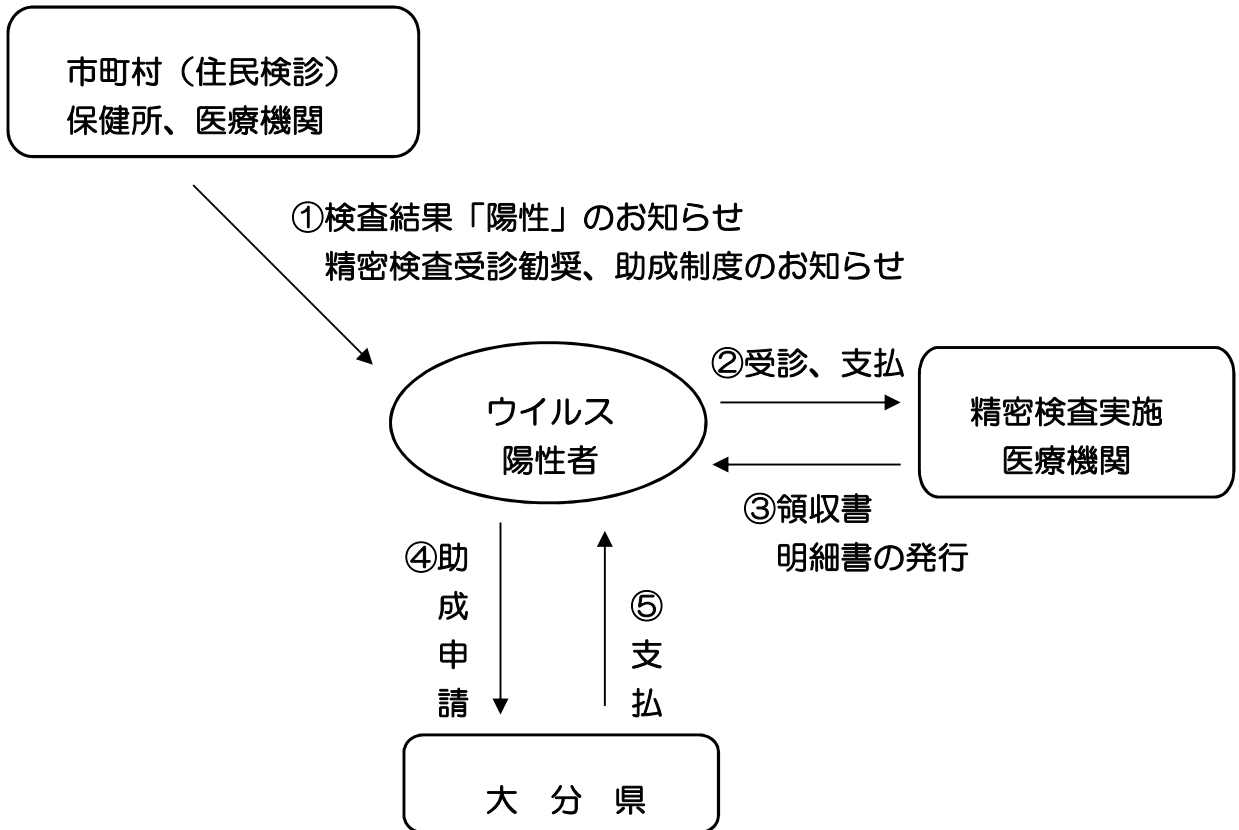 市町村（住民検診）
保健所、医療機関
①検査結果「陽性」のお知らせ
精密検査受診勧奨、助成制度のお知らせ
ウイルス
陽性者
②受診、支払
精密検査実施
医療機関
③領収書
明細書の発行
④助成申請
⑤支払
大　分　県